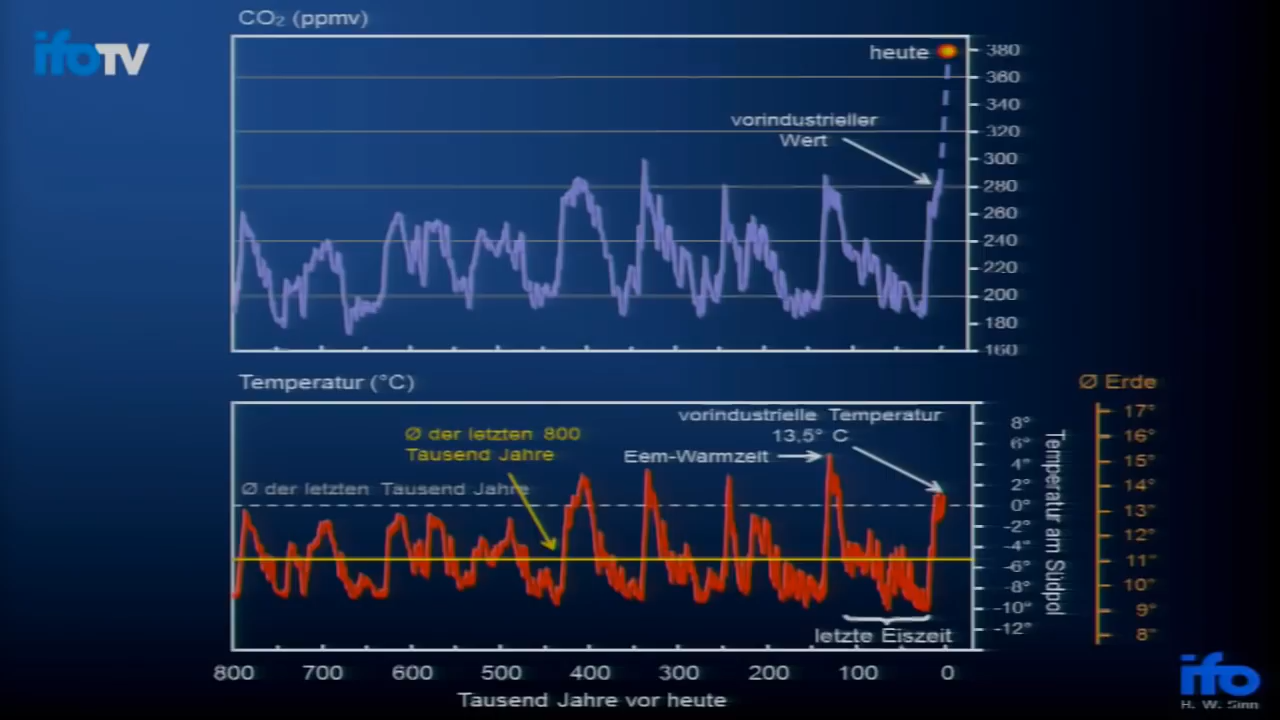 CO₂ (ppmv)
ifoTV
heute
380
360
340
vorindustrieller
Wert
320
300
280
260
240
220
200
180
160
Temperatur (°C)
Ø Erde
vorindustrielle Temperatur
13,5° C
Ø der letzten 800
Tausend Jahre
Eem-Warmzeit
Ø der letzten Tausend Jahre
8°
6°
4°
2°
0°
-2°
-4°
-6°
-8°
-10°
-12°
Temperatur am Südpol
17°
16°
15°
14°
13°
12°
11°
10°
9°
8°
letzte Eiszeit
800 700 600 500 400 300 200 100 0
Tausend Jahre vor heute
ifo
H. W. Sinn